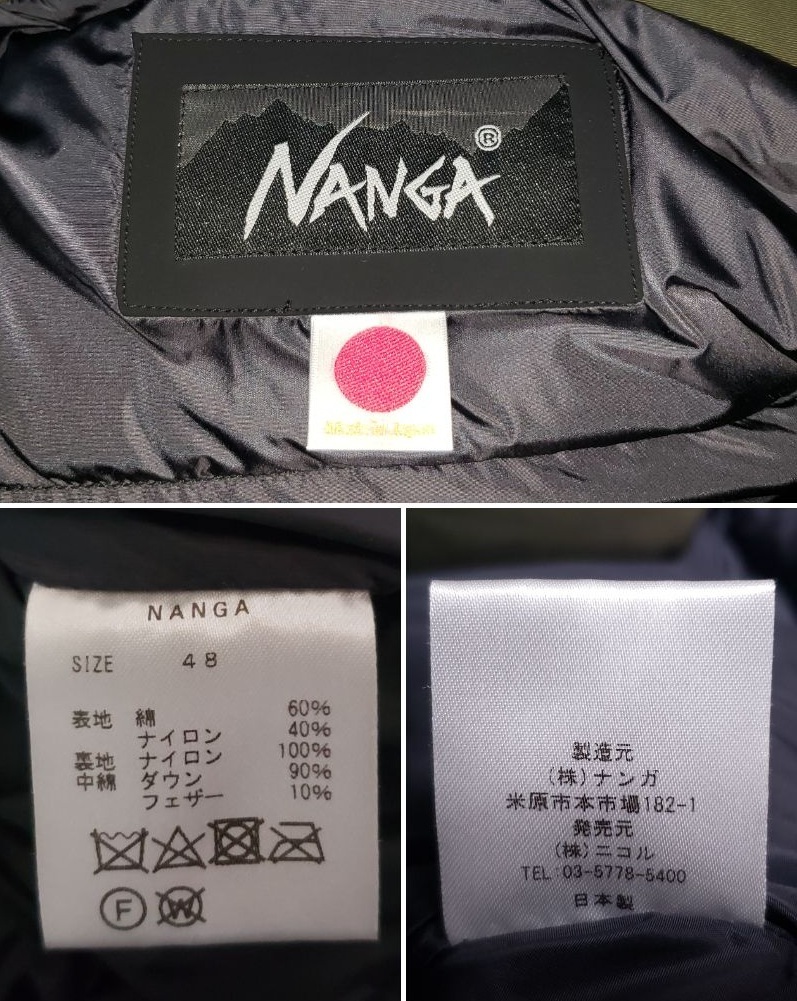 NANGA®
Made in Japan
NANGA
SIZE 48
表地 綿 60%
ナイロン 40%
裏地 ナイロン 100%
中綿 ダウン 90%
フェザー 10%
F
W
製造元
(株)ナンガ
米原市本市場182-1
発売元
(株)ニコル
TEL:03-5778-5400
日本製